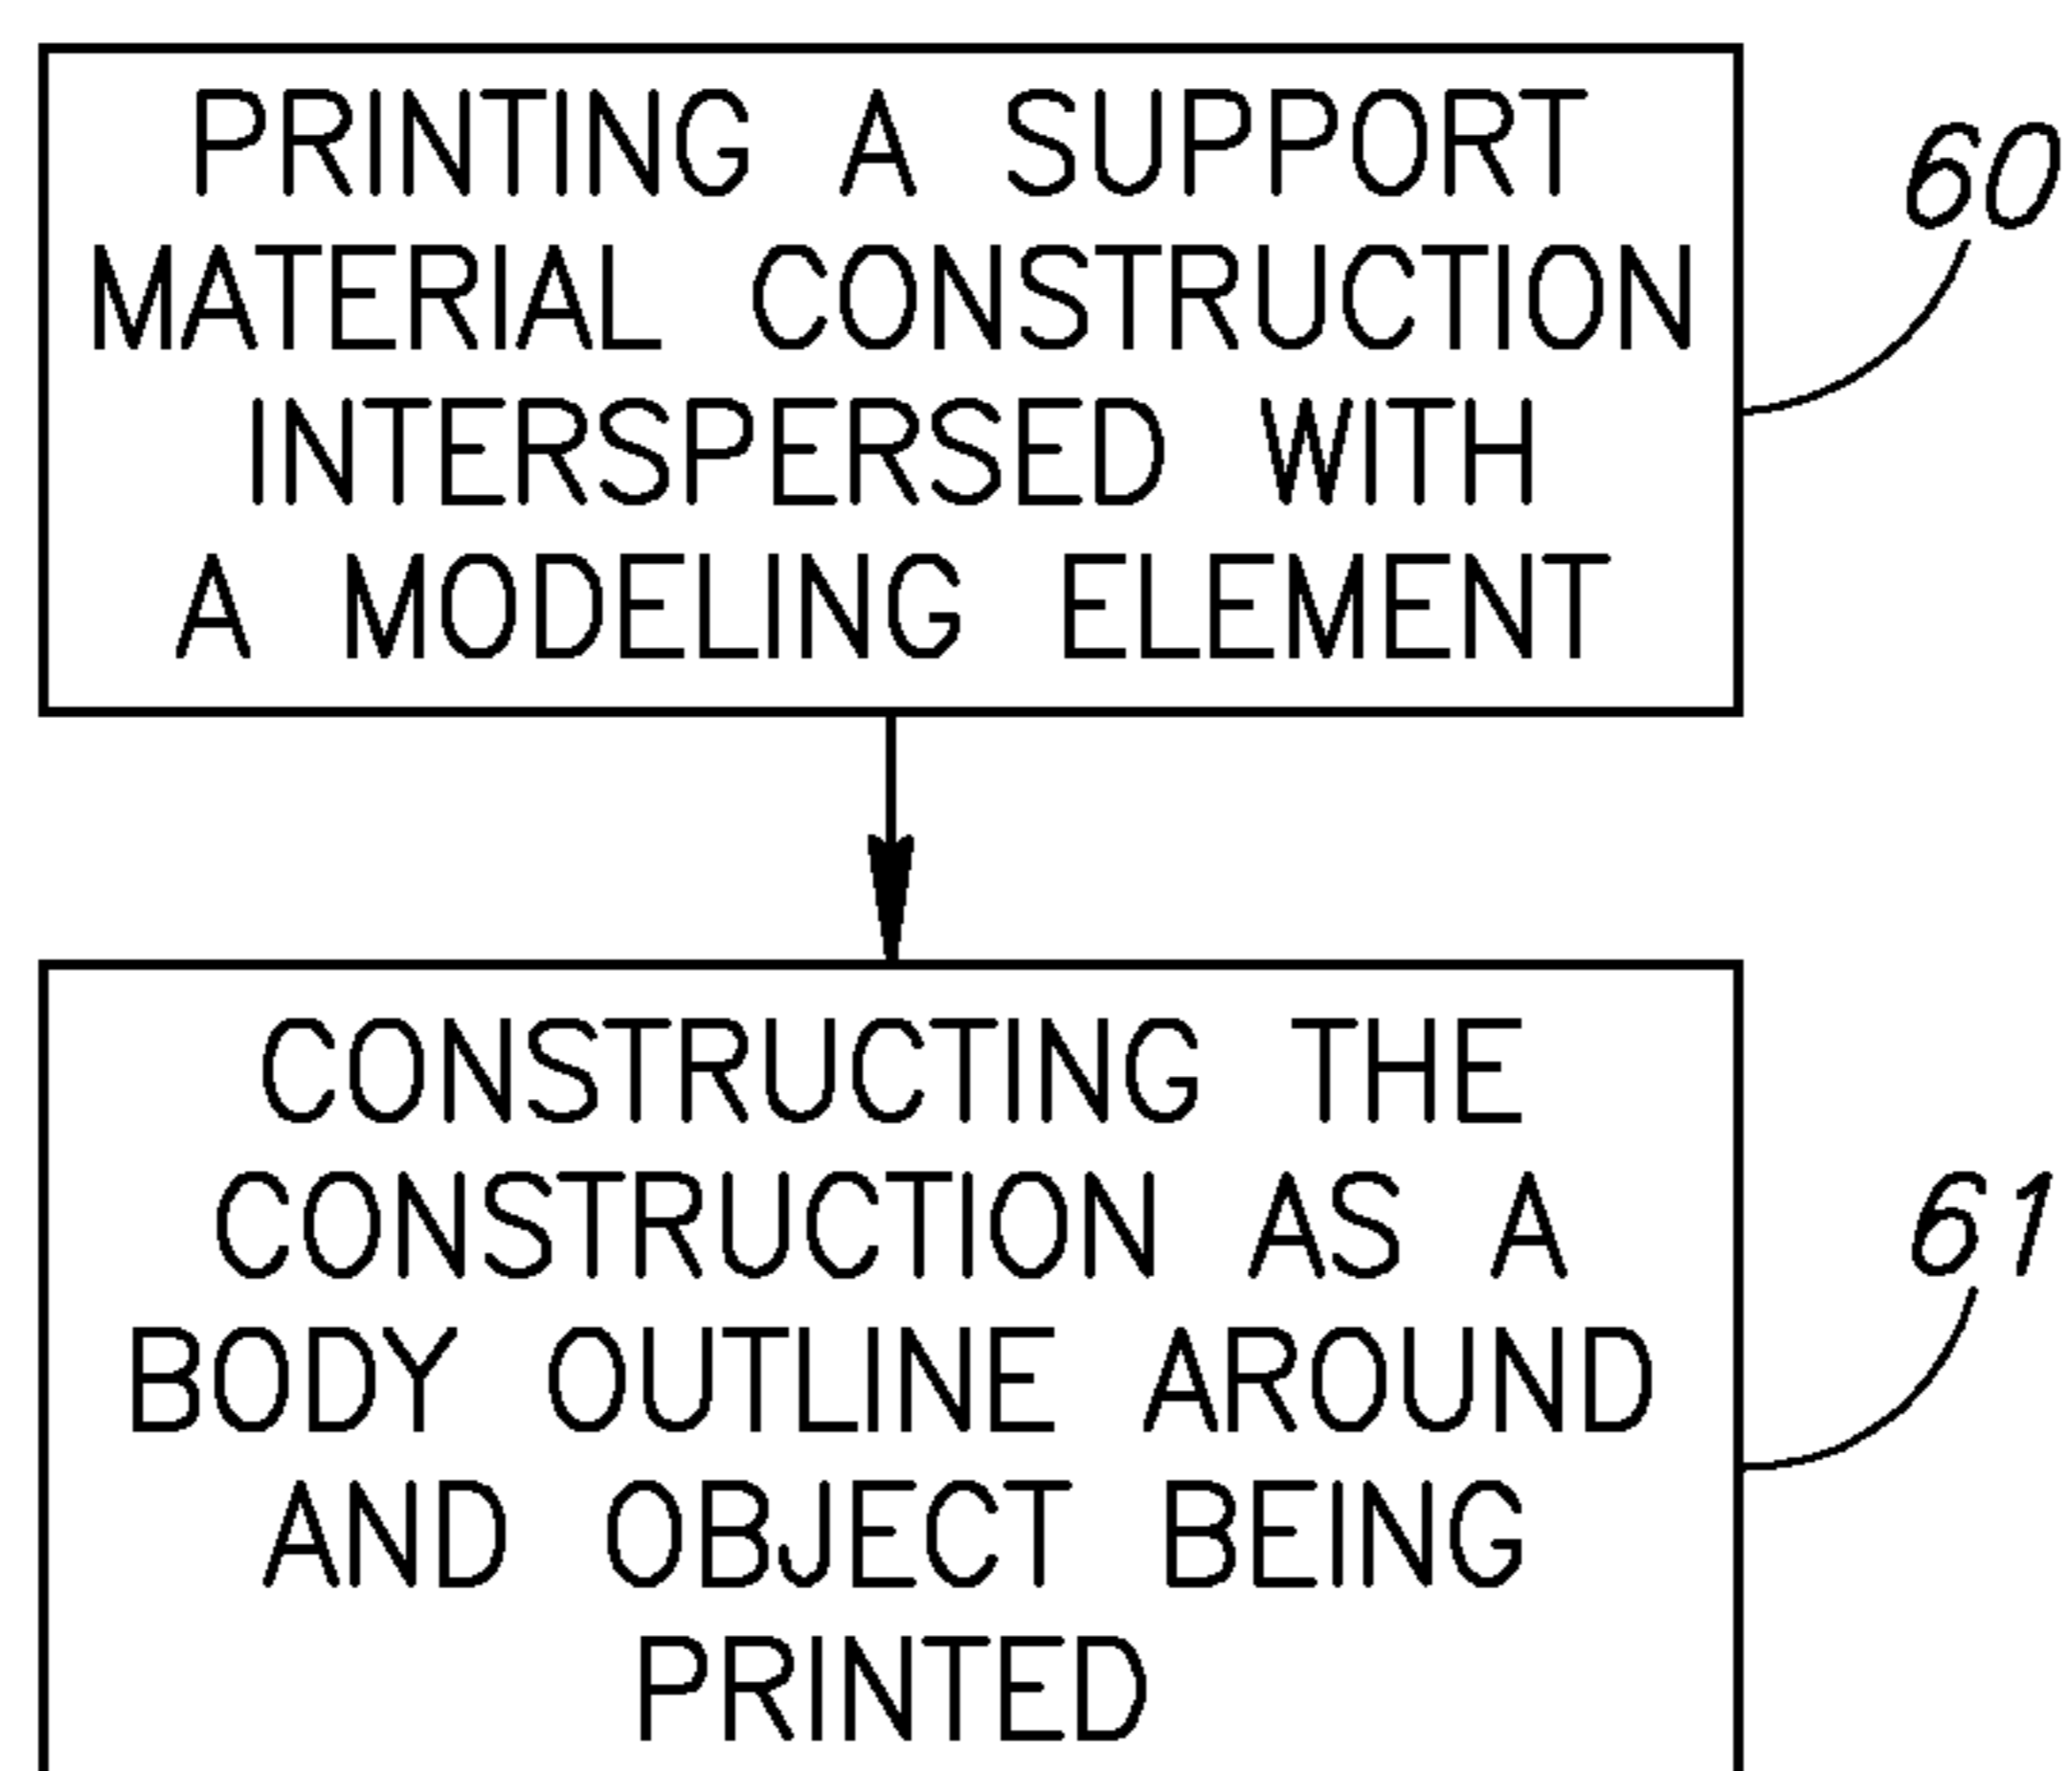 PRINTING A SUPPORT
MATERIAL CONSTRUCTION
INTERSPERSED WITH
A MODELING ELEMENT
60
CONSTRUCTING THE
CONSTRUCTION AS A
BODY OUTLINE AROUND
AND OBJECT BEING
PRINTED
61